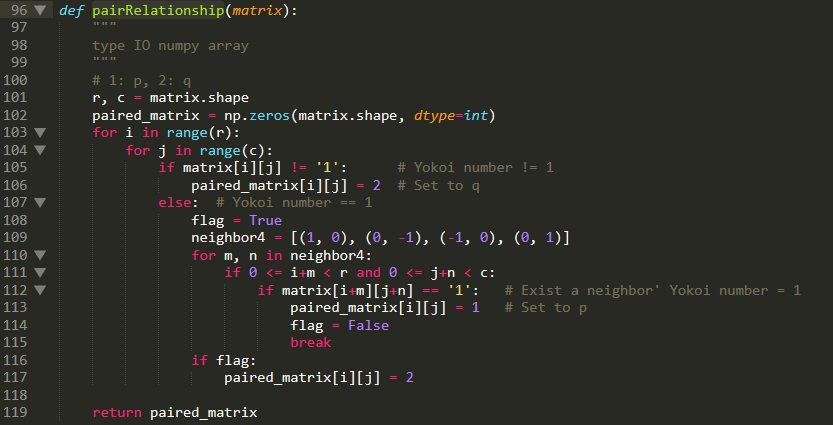 96 ▼ def pairRelationship(matrix):
97 """
98 type IO numpy array
99 """
100 # 1: p, 2: q
101 r, c = matrix.shape
102 paired_matrix = np.zeros(matrix.shape, dtype=int)
103 ▼ for i in range(r):
104 ▼ for j in range(c):
105 if matrix[i][j] != '1': # Yokoi number != 1
106 paired_matrix[i][j] = 2 # Set to q
107 ▼ else: # Yokoi number == 1
108 flag = True
109 neighbor4 = [(1, 0), (0, -1), (-1, 0), (0, 1)]
110 ▼ for m, n in neighbor4:
111 ▼ if 0 <= i+m < r and 0 <= j+n < c:
112 ▼ if matrix[i+m][j+n] == '1': # Exist a neighbor' Yokoi number = 1
113 paired_matrix[i][j] = 1 # Set to p
114 flag = False
115 break
116 if flag:
117 paired_matrix[i][j] = 2
118
119 return paired_matrix